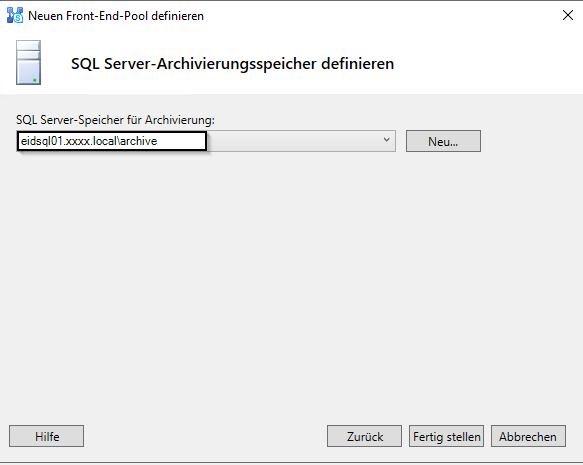 Neuen Front-End-Pool definieren
SQL Server-Archivierungsspeicher definieren
SQL Server-Speicher für Archivierung:
eidsql01.xxxx.local\archive
Neu...
Hilfe
Zurück
Fertig stellen
Abbrechen